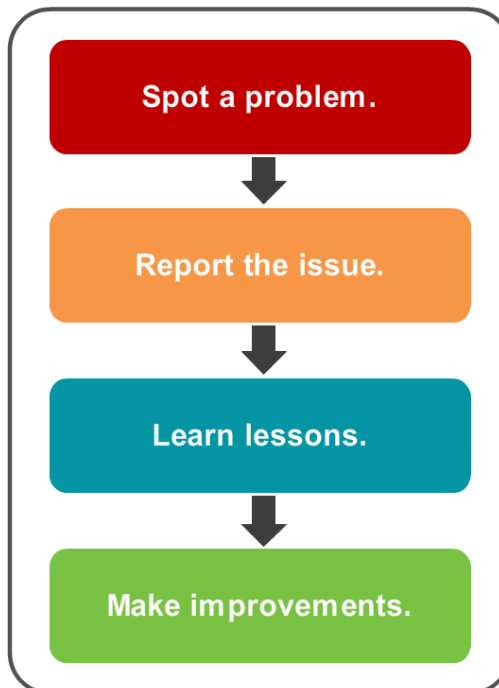 Spot a problem.
Report the issue.
Learn lessons.
Make improvements.